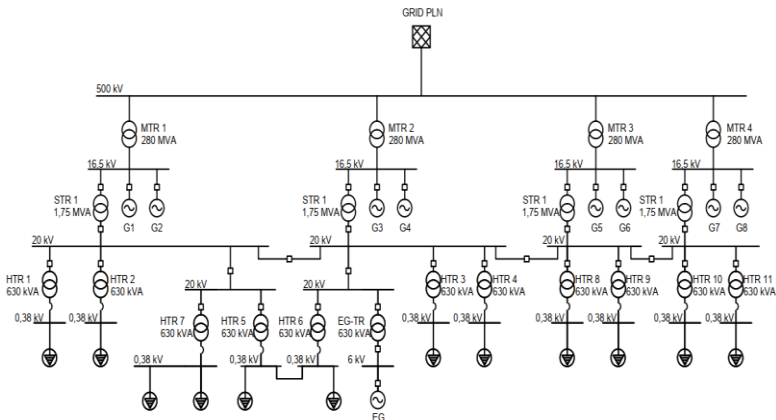 GRID PLN
500 kV
MTR 1
280 MVA
MTR 2
280 MVA
MTR 3
280 MVA
MTR 4
280 MVA
16,5 kV
16,5 kV
16,5 kV
16,5 kV
STR 1
1,75 MVA
G1
G2
STR 1
1,75 MVA
G3
G4
STR 1
1,75 MVA
G5
G6
STR 1
1,75 MVA
G7
G8
20 kV
20 kV
20 kV
20 kV
HTR 1
630 kVA
HTR 2
630 kVA
20 kV
20 kV
HTR 3
630 kVA
HTR 4
630 kVA
HTR 8
630 kVA
HTR 9
630 kVA
HTR 10
630 kVA
HTR 11
630 kVA
0,38 kV
0,38 kV
HTR 7
630 kVA
HTR 5
630 kVA
HTR 6
630 kVA
EG-TR
630 kVA
0,38 kV
0,38 kV
0,38 kV
0,38 kV
0,38 kV
0,38 kV
0,38 kV
0,38 kV
0,38 kV
6 kV
EG